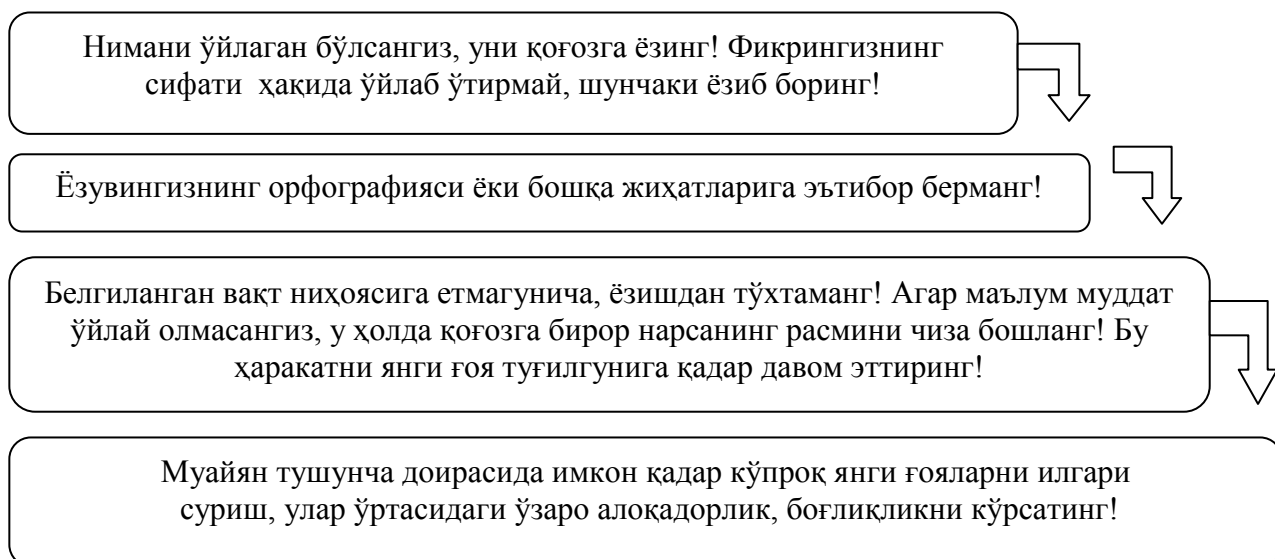 Нимани ўйлаган бўлсангиз, уни қоғозга ёзинг! Фикрингизнинг
сифати ҳақида ўйлаб ўтирмай, шунчаки ёзиб боринг!
Ёзувингизнинг орфографияси ёки бошқа жиҳатларига эътибор берманг!
Белгиланган вақт ниҳоясига етмагунича, ёзишдан тўхтаманг! Агар маълум муддат
ўйлай олмасангиз, у ҳолда қоғозга бирор нарсанинг расмини чиза бошланг! Бу
ҳаракатни янги ғоя туғилгунига қадар давом эттиринг!
Муайян тушунча доирасида имкон қадар кўпроқ янги ғояларни илгари
суриш, улар ўртасидаги ўзаро алоқадорлик, боғлиқликни кўрсатинг!